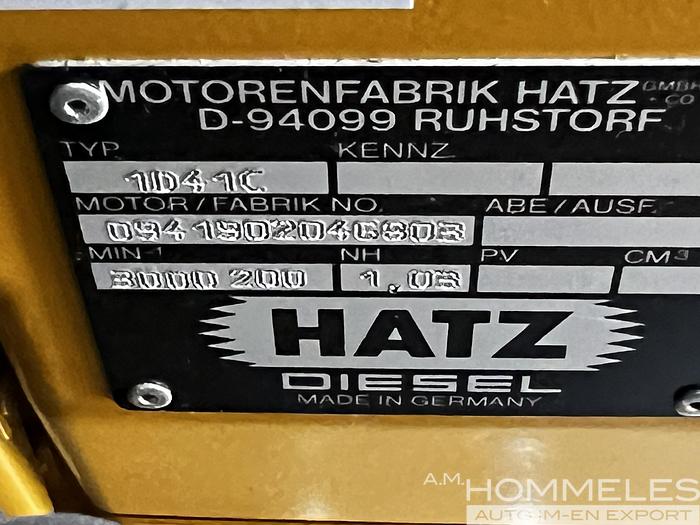 MOTORENFABRIK HATZ GMBH CO
D-94099 RUHSTORF
TYP KENNZ
1D41C
MOTOR / FABRIK NO. ABE / AUSF.
MIN-1 NH PV CM³
3000 200 1,03
HATZ
DIESEL
MADE IN GERMANY
A.M.
HOMMELES
AUTO IM-EN EXPORT